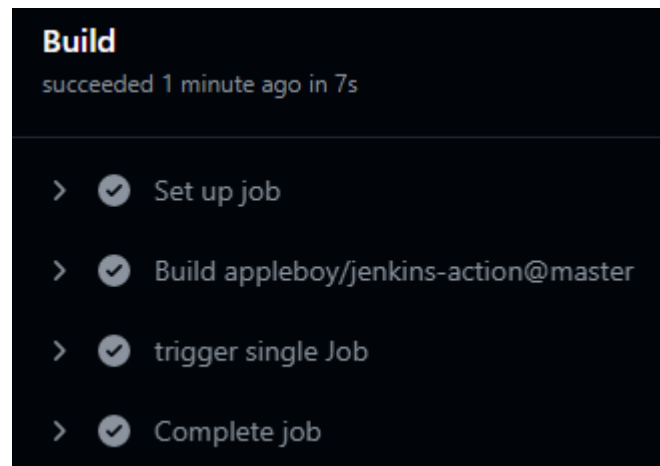 Build
succeeded 1 minute ago in 7s
Set up job
Build appleboy/jenkins-action@master
trigger single Job
Complete job